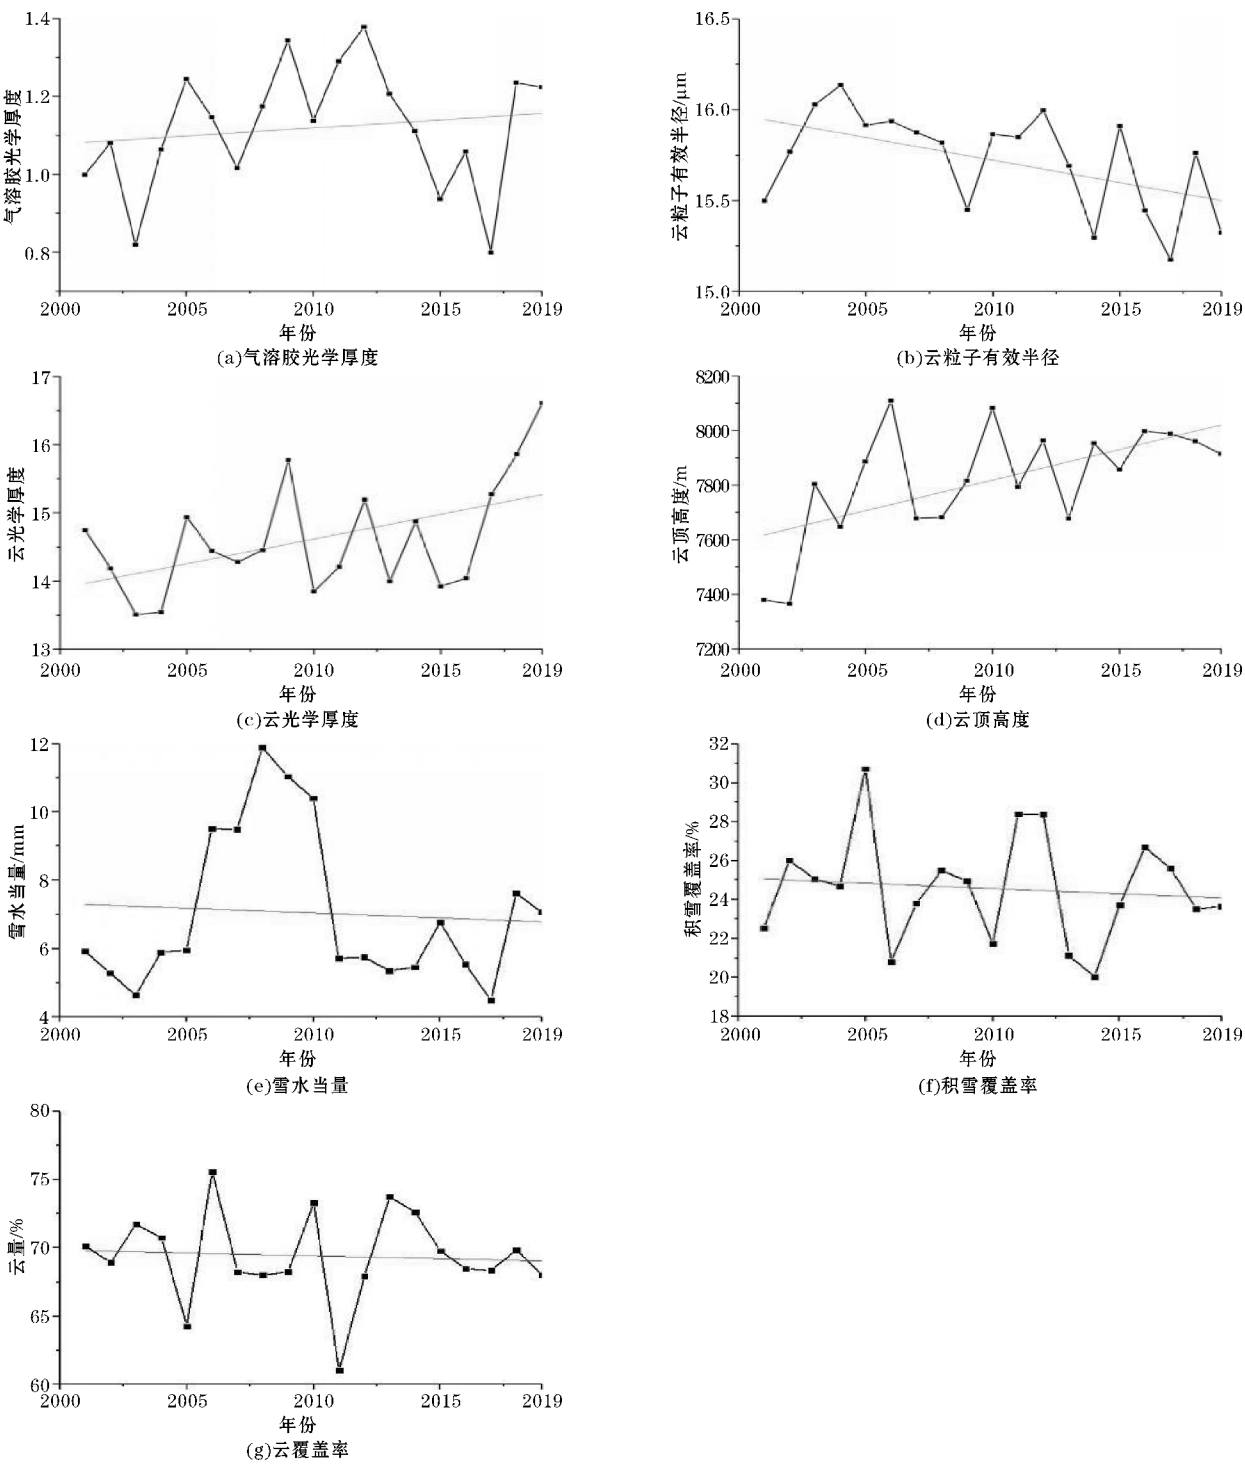 1.4
1.2
1.0
0.8
气溶胶光学厚度
2000 2005 2010 2015 2019
年份
(a)气溶胶光学厚度
16.5
16.0
15.5
15.0
云粒子有效半径/μm
2000 2005 2010 2015 2019
年份
(b)云粒子有效半径
17
16
15
14
13
云光学厚度
2000 2005 2010 2015 2019
年份
(c)云光学厚度
8200
8000
7800
7600
7400
7200
云顶高度/m
2000 2005 2010 2015 2019
年份
(d)云顶高度
12
10
8
6
4
雪水当量/mm
2000 2005 2010 2015 2019
年份
(e)雪水当量
32
30
28
26
24
22
20
18
积雪覆盖率/%
2000 2005 2010 2015 2019
年份
(f)积雪覆盖率
80
75
70
65
60
云量/%
2000 2005 2010 2015 2019
年份
(g)云覆盖率